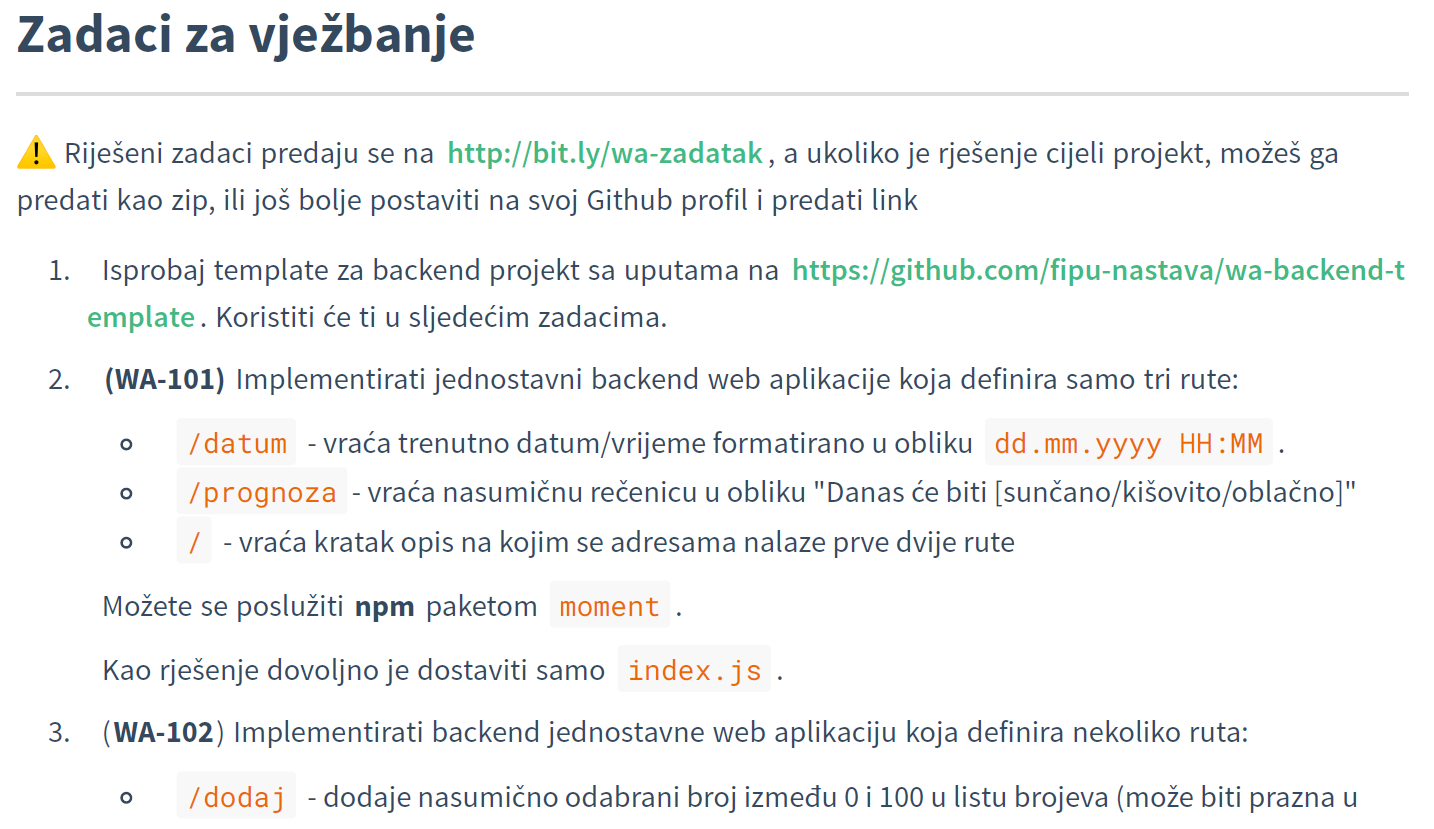 Zadaci za vježbanje
⚠ Riješeni zadaci predaju se na http://bit.ly/wa-zadatak, a ukoliko je rješenje cijeli projekt, možeš ga
predati kao zip, ili još bolje postaviti na svoj Github profil i predati link
1. Isprobaj template za backend projekt sa uputama na https://github.com/fipu-nastava/wa-backend-t
emplate. Koristiti će ti u sljedećim zadacima.
2. (WA-101) Implementirati jednostavni backend web aplikacije koja definira samo tri rute:
/datum - vraća trenutno datum/vrijeme formatirano u obliku dd.mm.yyyy HH:MM.
/prognoza - vraća nasumičnu rečenicu u obliku "Danas će biti [sunčano/kišovito/oblačno]"
/ - vraća kratak opis na kojim se adresama nalaze prve dvije rute
Možete se poslužiti npm paketom moment.
Kao rješenje dovoljno je dostaviti samo index.js.
3. (WA-102) Implementirati backend jednostavne web aplikaciju koja definira nekoliko ruta:
/dodaj - dodaje nasumično odabrani broj između 0 i 100 u listu brojeva (može biti prazna u